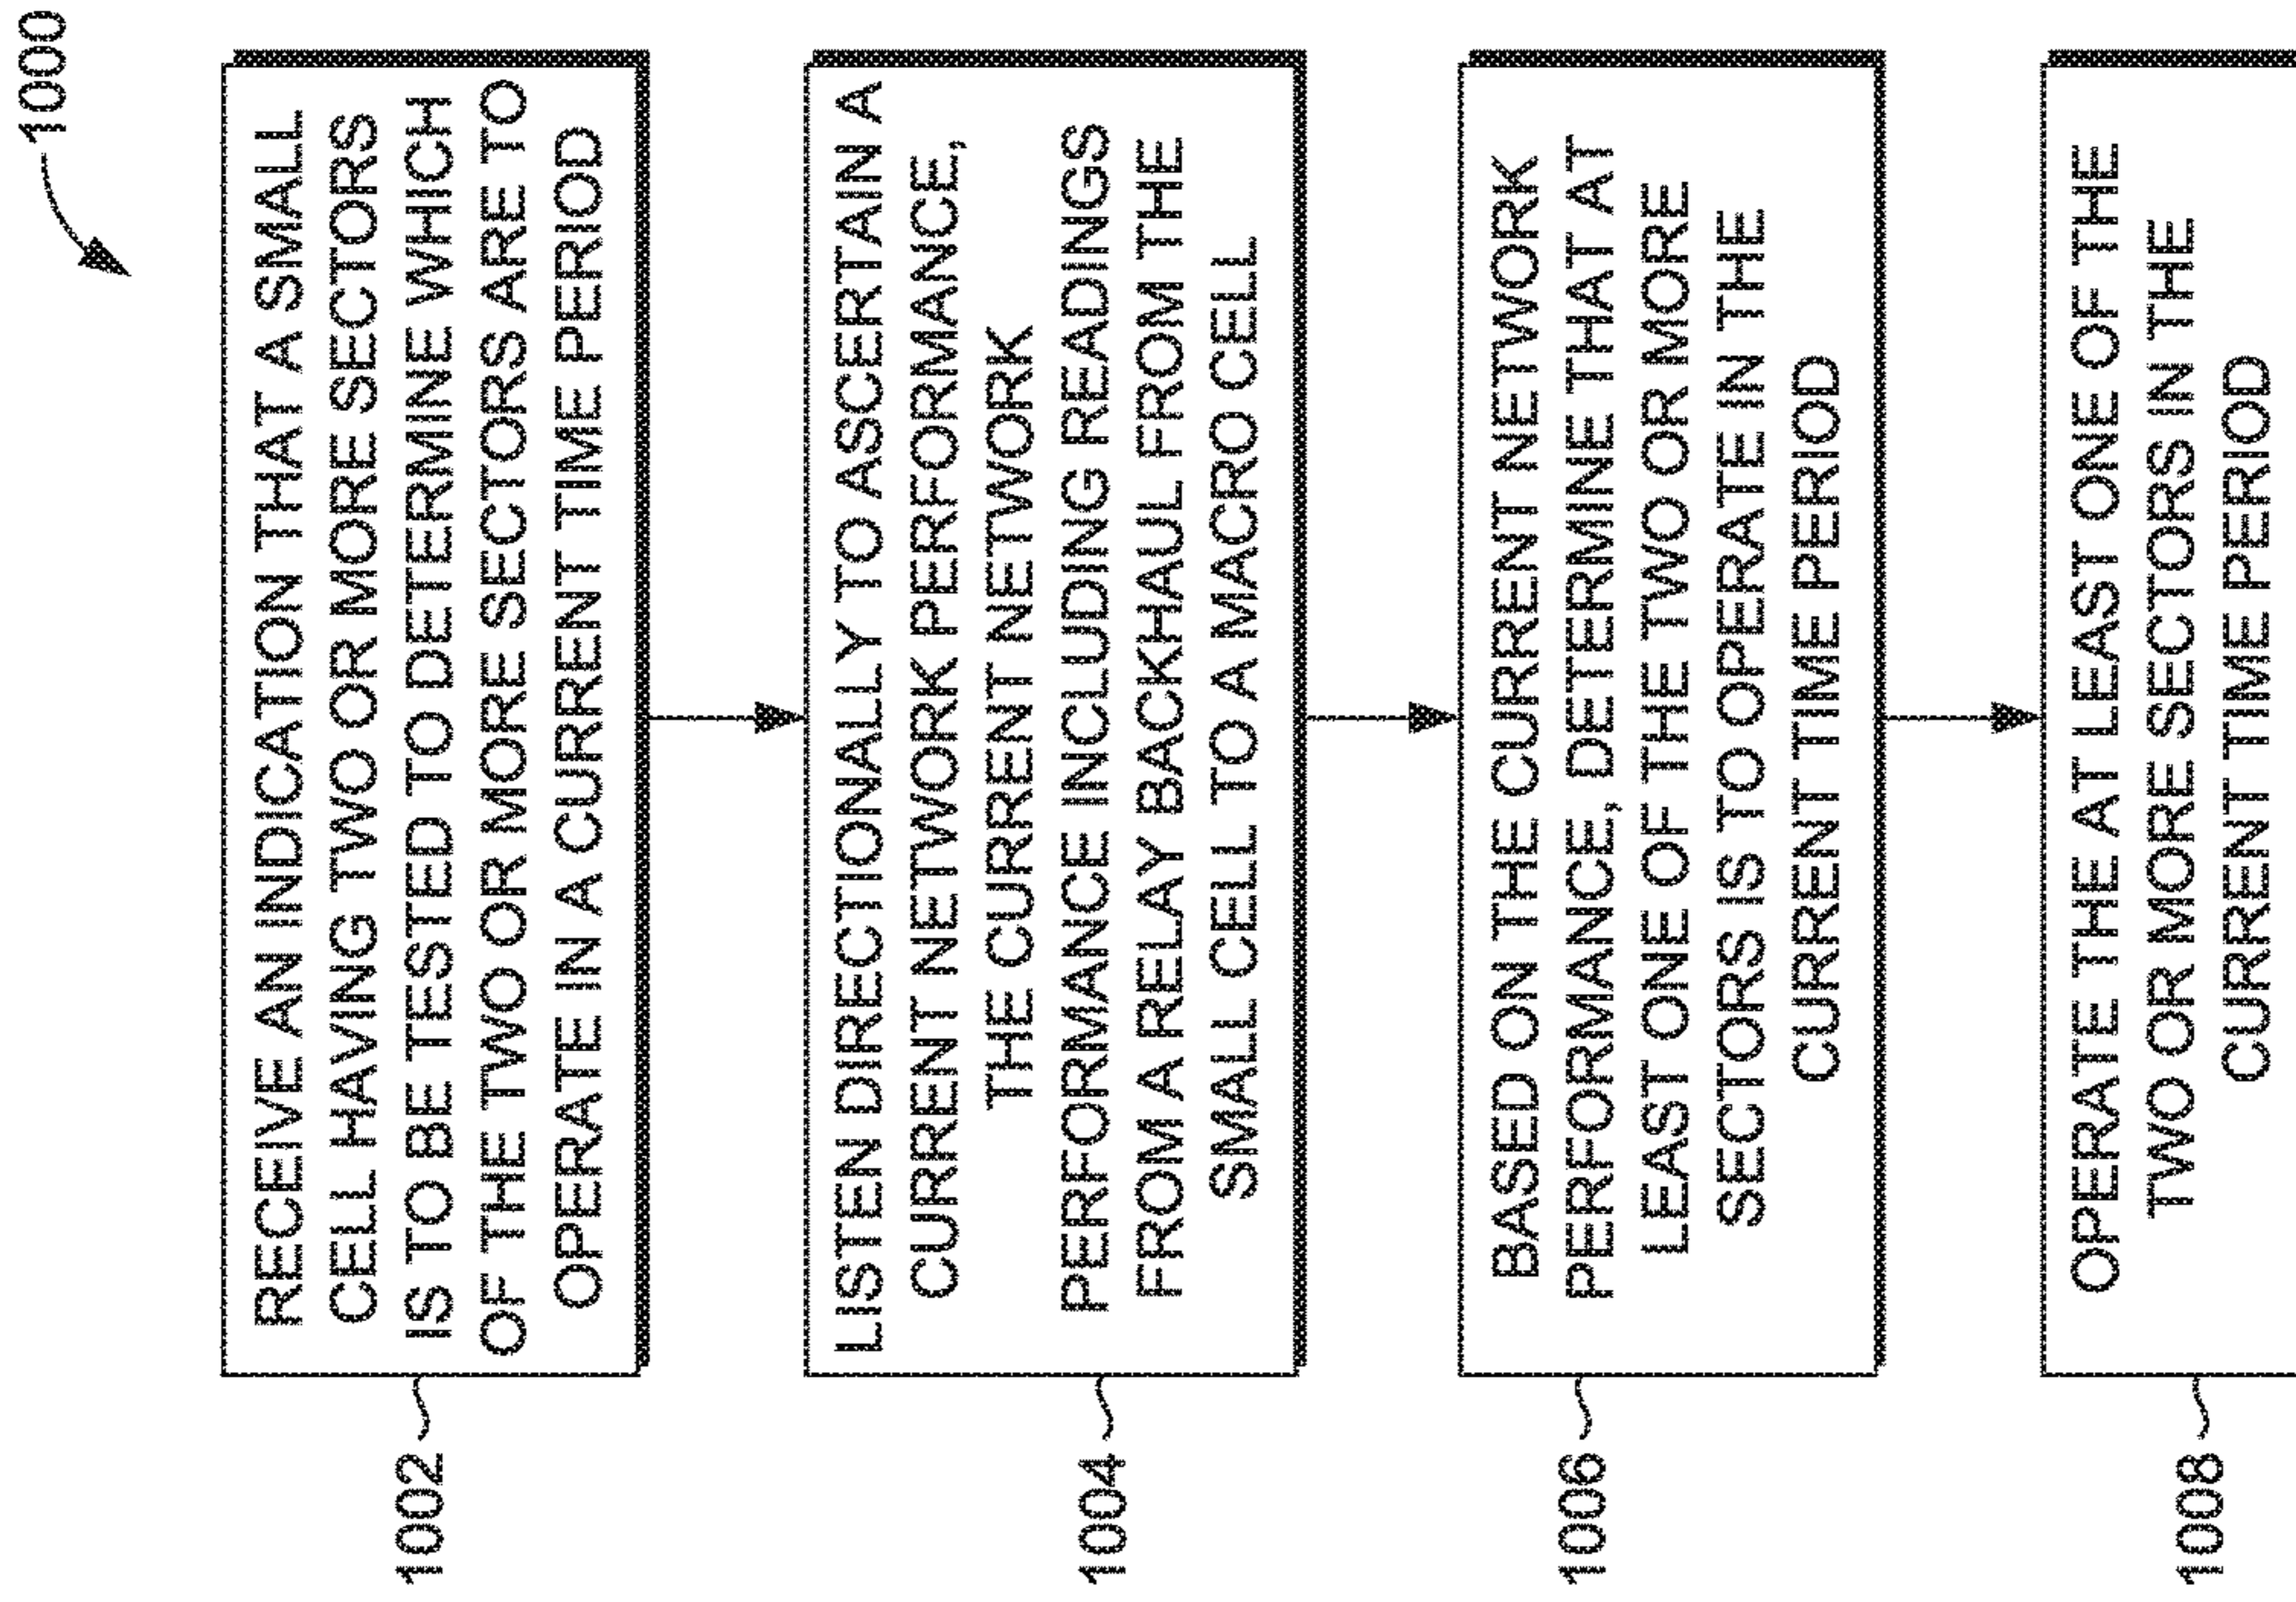 1000
1002
RECEIVE AN INDICATION THAT A SMALL
CELL HAVING TWO OR MORE SECTORS
IS TO BE TESTED TO DETERMINE WHICH
OF THE TWO OR MORE SECTORS ARE TO
OPERATE IN A CURRENT TIME PERIOD
1004
LISTEN DIRECTIONALLY TO ASCERTAIN A
CURRENT NETWORK PERFORMANCE,
THE CURRENT NETWORK
PERFORMANCE INCLUDING READINGS
FROM A RELAY BACKHAUL FROM THE
SMALL CELL TO A MACRO CELL
1006
BASED ON THE CURRENT NETWORK
PERFORMANCE, DETERMINE THAT AT
LEAST ONE OF THE TWO OR MORE
SECTORS IS TO OPERATE IN THE
CURRENT TIME PERIOD
1008
OPERATE THE AT LEAST ONE OF THE
TWO OR MORE SECTORS IN THE
CURRENT TIME PERIOD